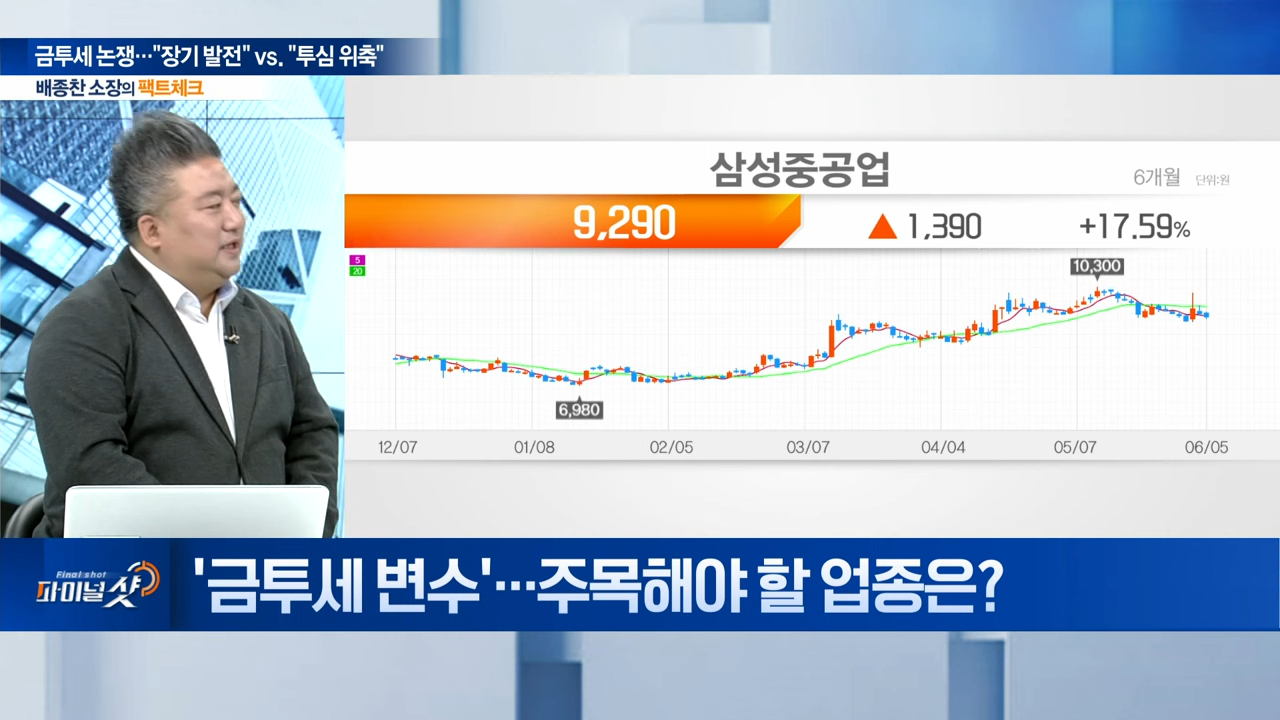 금투세 논쟁…"장기 발전" vs. "투심 위축"
배종찬 소장의 팩트체크
삼성중공업
6개월 단위:원
9,290 ▲ 1,390 +17.59%
5
20
10,300
6,980
12/07 01/08 02/05 03/07 04/04 05/07 06/05
Final shot
파이널 샷
'금투세 변수'…주목해야 할 업종은?